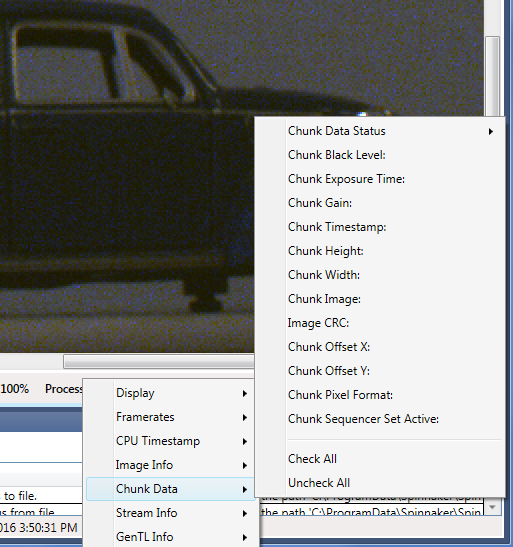 Chunk Data Status
Chunk Black Level:
Chunk Exposure Time:
Chunk Gain:
Chunk Timestamp:
Chunk Height:
Chunk Width:
Chunk Image:
Image CRC:
Chunk Offset X:
Chunk Offset Y:
Chunk Pixel Format:
Chunk Sequencer Set Active:
Check All
Uncheck All
100% Process
Display
Framerates
CPU Timestamp
Image Info
Chunk Data
Stream Info
GenTL Info
to file.
the path 'C:\ProgramData\Spinnaker\Spin
s from file.
the path 'C:\ProgramData\Spinnaker\Spin
016 3:50:31 PM